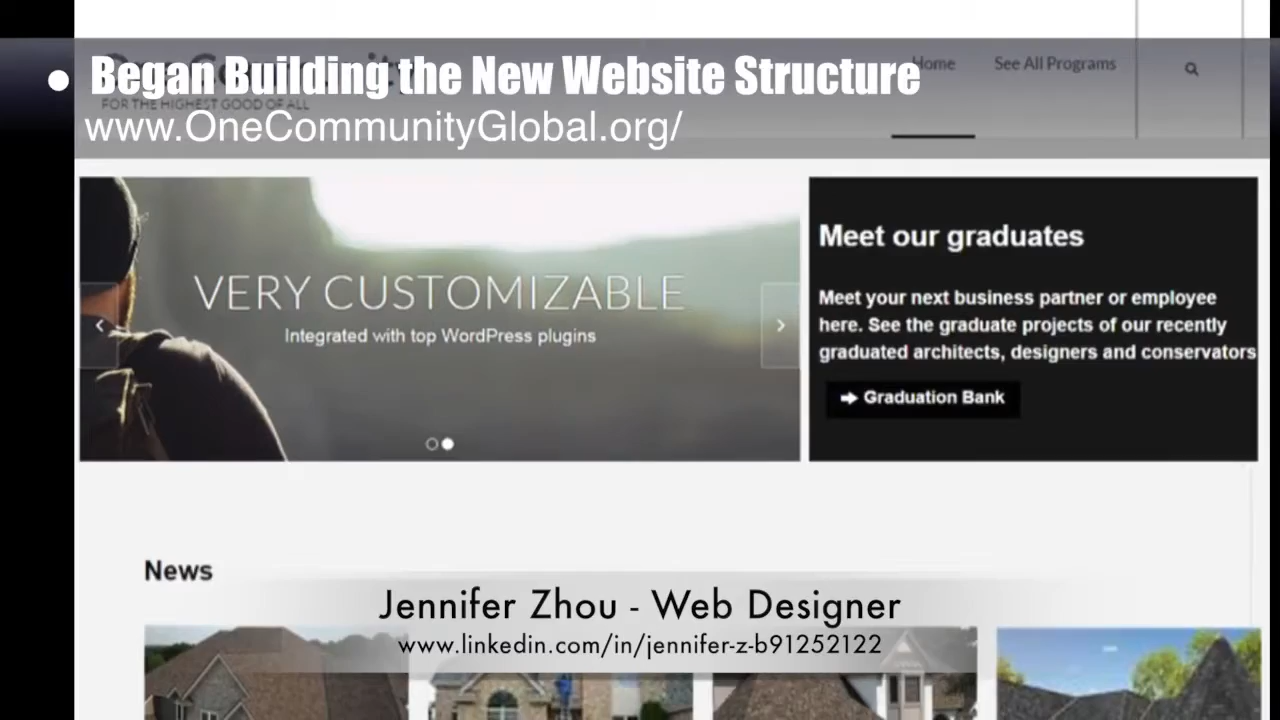 ● Began Building the New Website Structure
www.OneCommunityGlobal.org/
Home
See All Programs
FOR THE HIGHEST GOOD OF ALL
VERY CUSTOMIZABLE
Integrated with top WordPress plugins
Meet our graduates
Meet your next business partner or employee
here. See the graduate projects of our recently
graduated architects, designers and conservators
Graduation Bank
News
Jennifer Zhou - Web Designer
www.linkedin.com/in/jennifer-z-b91252122